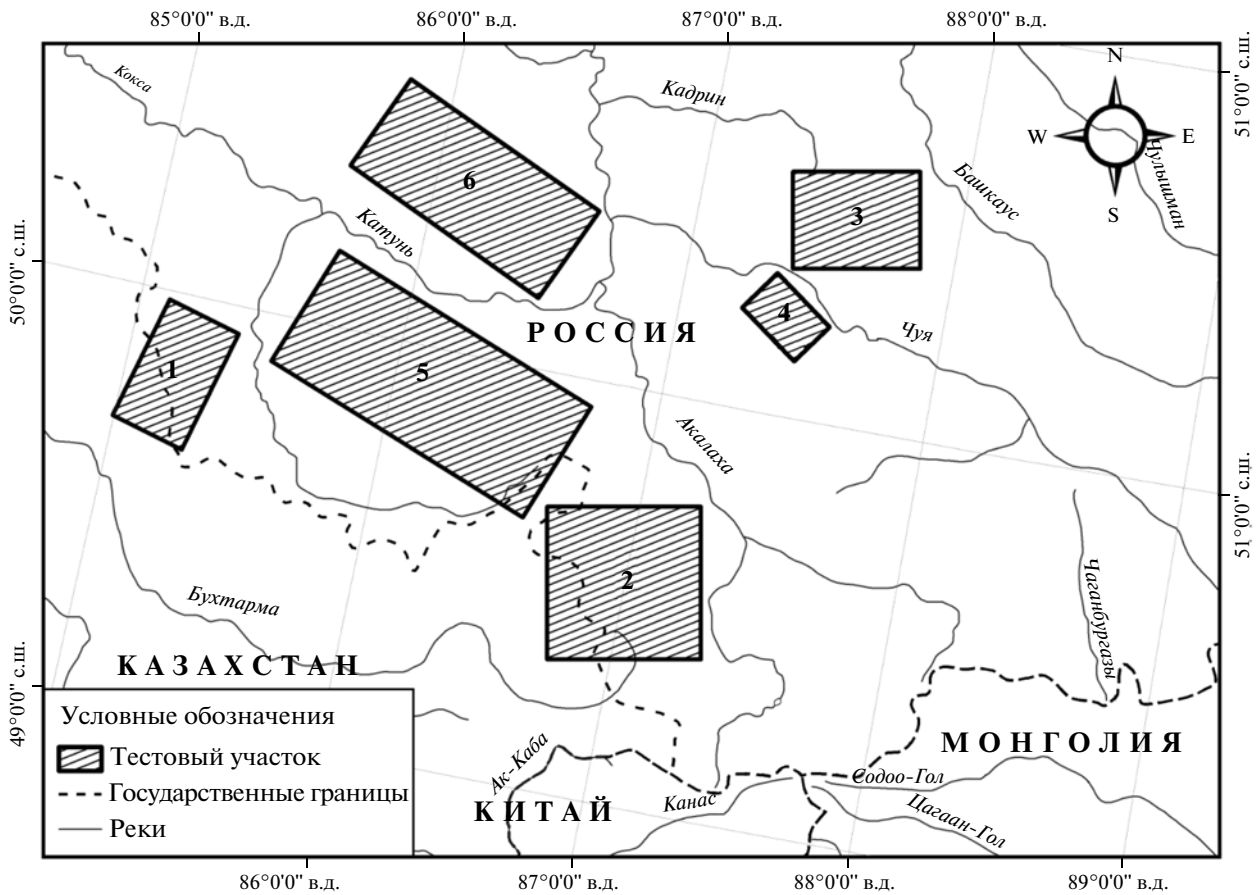 85°0'0" в.д.
86°0'0" в.д.
87°0'0" в.д.
88°0'0" в.д.
51°0'0" с.ш.
50°0'0" с.ш.
51°0'0" с.ш.
49°0'0" с.ш.
N
W
E
S
Кокса
Кадрин
Чулышман
Башкаус
6
3
Катунь
4
РОССИЯ
Чуя
1
5
Акалаха
2
Чаганбургазы
Бухтарма
КАЗАХСТАН
МОНГОЛИЯ
Ак-Каба
КИТАЙ
Канас
Содоо-Гол
Цагаан-Гол
Условные обозначения
Тестовый участок
Государственные границы
Реки
86°0'0" в.д.
87°0'0" в.д.
88°0'0" в.д.
89°0'0" в.д.